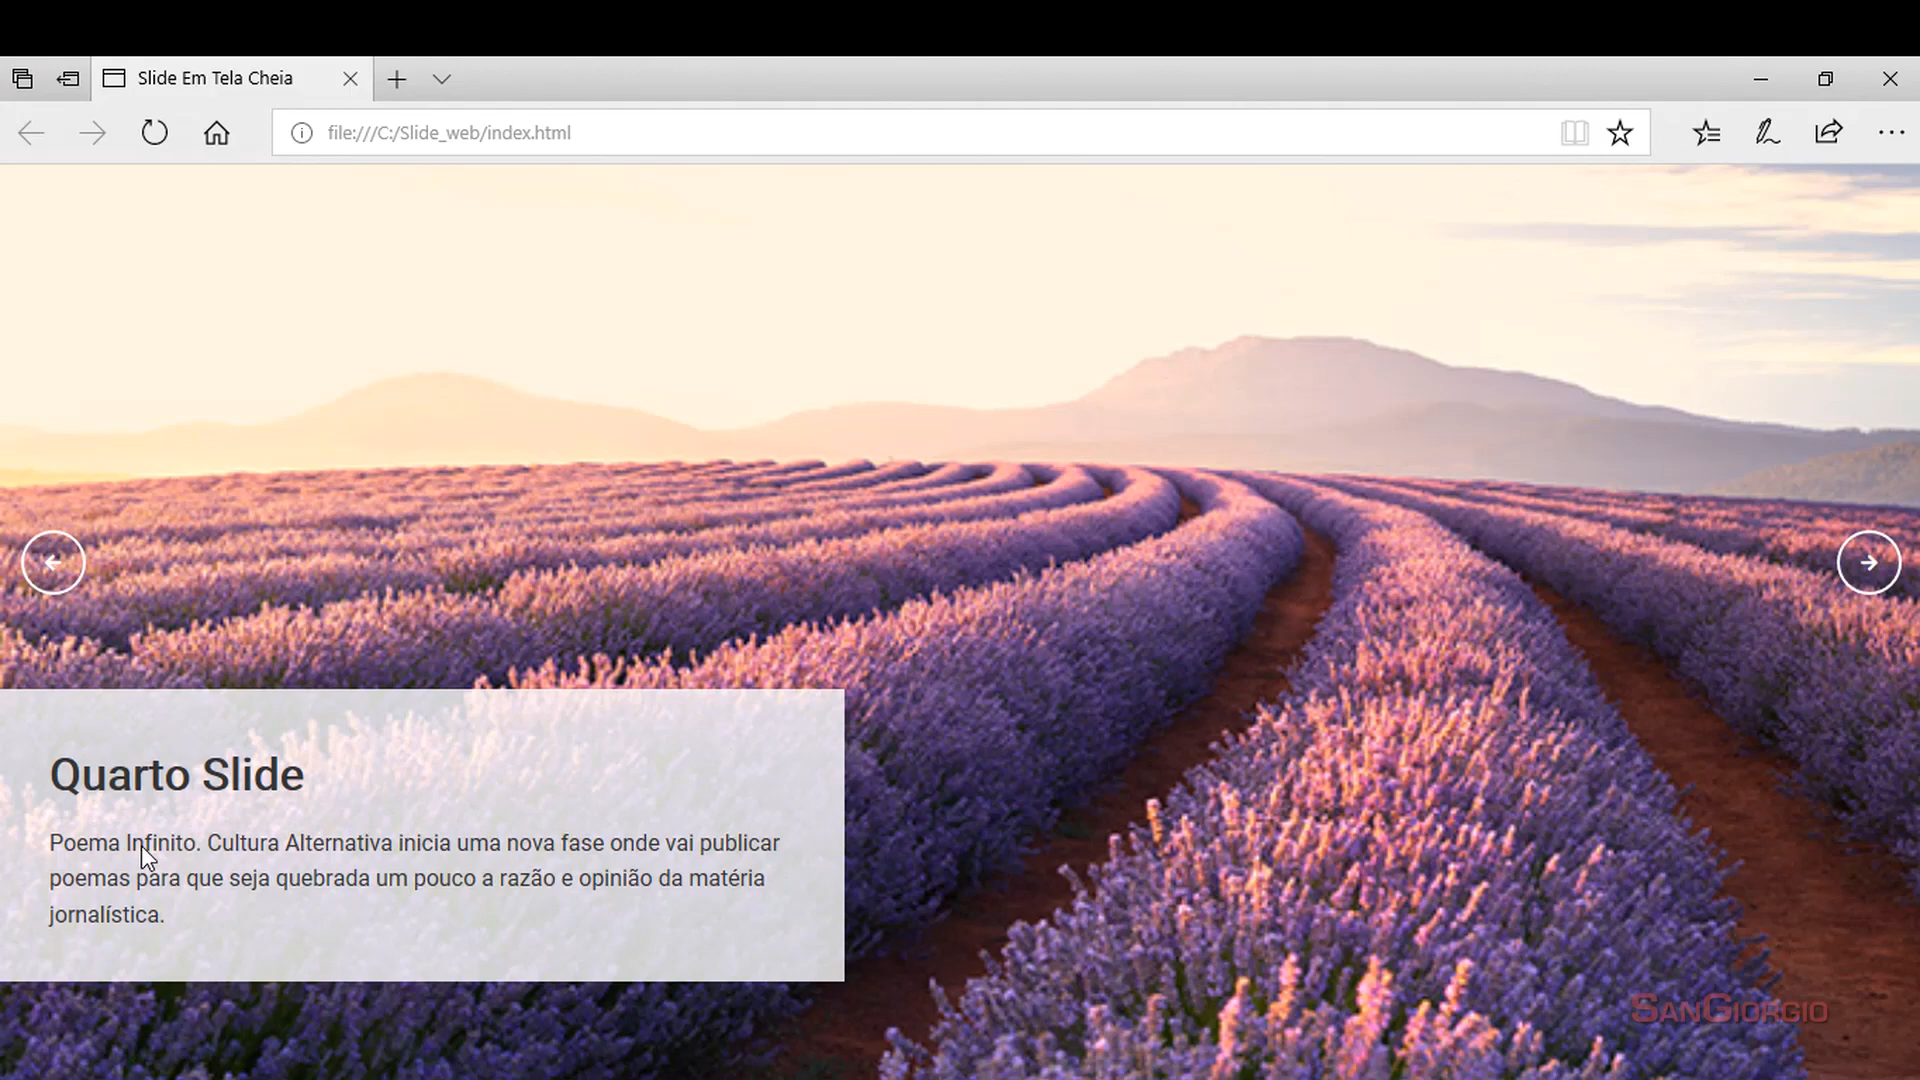 Slide Em Tela Cheia
file:///C:/Slide_web/index.html
Quarto Slide
Poema Infinito. Cultura Alternativa inicia uma nova fase onde vai publicar
poemas para que seja quebrada um pouco a razão e opinião da matéria
jornalística.
SANGIORGIO